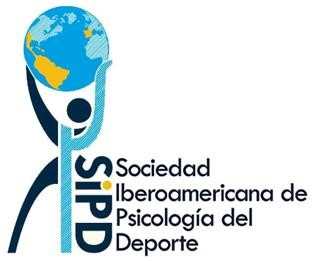 SiPD
Sociedad
Iberoamericana de
Psicología del
Deporte